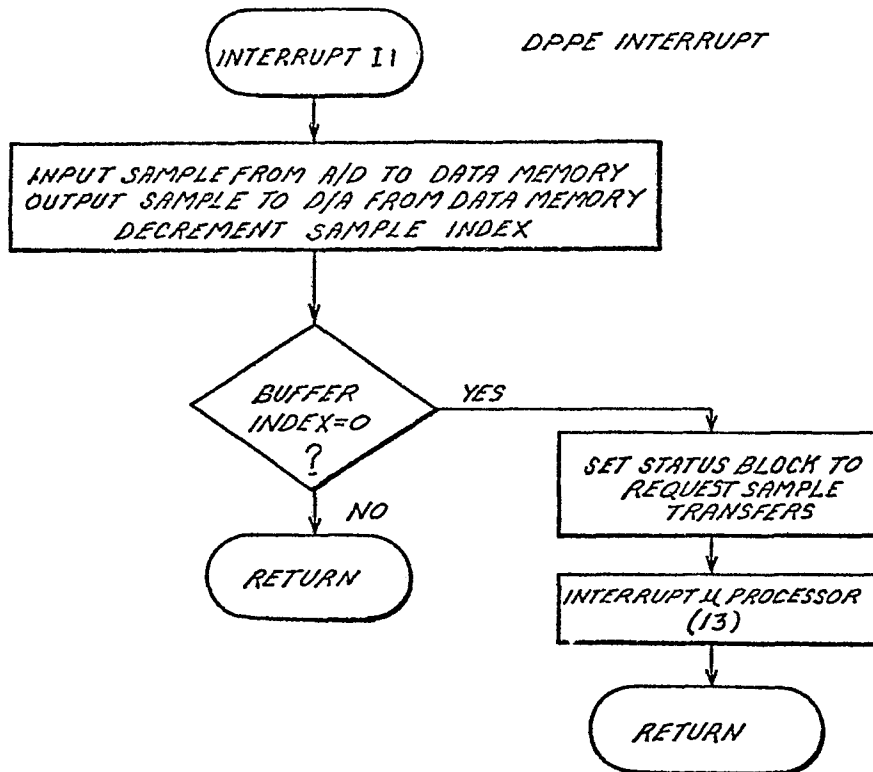 INTERRUPT I1
DPPE INTERRUPT
INPUT SAMPLE FROM A/D TO DATA MEMORY
OUTPUT SAMPLE TO D/A FROM DATA MEMORY
DECREMENT SAMPLE INDEX
BUFFER
INDEX=0
?
YES
NO
RETURN
SET STATUS BLOCK TO
REQUEST SAMPLE
TRANSFERS
INTERRUPT μ PROCESSOR
(I3)
RETURN